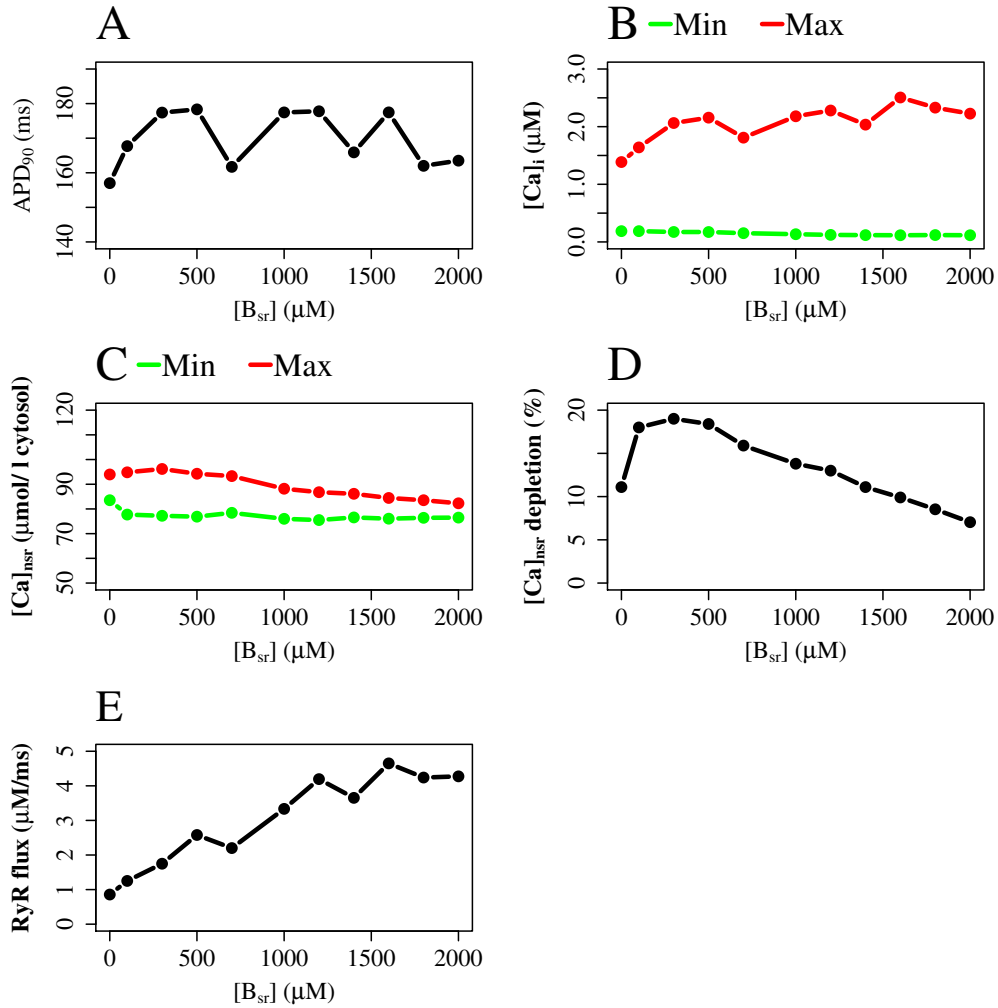 A
APD90 (ms)
140 160 180
0 500 1000 1500 2000
[Bsr] (μM)
B Min Max
[Ca]i (μM)
0.0 1.0 2.0 3.0
0 500 1000 1500 2000
[Bsr] (μM)
C Min Max
[Ca]nsr (μmol/ l cytosol)
50 70 90 120
0 500 1000 1500 2000
[Bsr] (μM)
D
[Ca]nsr depletion (%)
0 5 10 20
0 500 1000 1500 2000
[Bsr] (μM)
E
RyR flux (μM/ms)
0 1 2 3 4 5
0 500 1000 1500 2000
[Bsr] (μM)